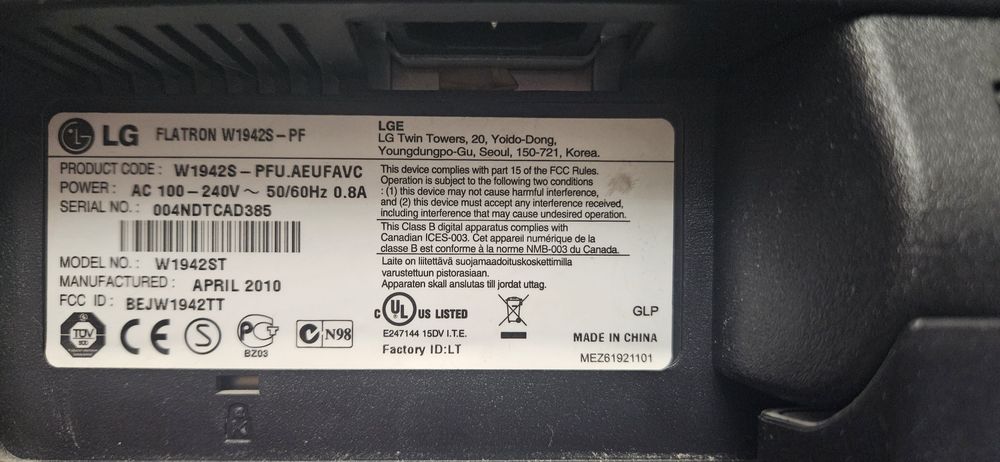 LG FLATRON W1942S-PF
PRODUCT CODE: W1942S-PFU.AEUFAVC
POWER: AC 100-240V ~ 50/60Hz 0.8A
SERIAL NO.: 004NDTCAD385
MODEL NO.: W1942ST
MANUFACTURED: APRIL 2010
FCC ID: BEJW1942TT
TÜV
CE
S
PCT
BZ03
N98
LGE
LG Twin Towers, 20, Yoido-Dong,
Youngdungpo-Gu, Seoul, 150-721, Korea.
This device complies with part 15 of the FCC Rules.
Operation is subject to the following two conditions
: (1) this device may not cause harmful interference,
and (2) this device must accept any interference received,
including interference that may cause undesired operation.
This Class B digital apparatus complies with
Canadian ICES-003. Cet appareil numérique de la
classe B est conforme à la norme NMB-003 du Canada.
Laite on liitettävä suojamaadoituskoskettimilla
varustettuun pistorasiaan.
Apparaten skall anslutas till jordat uttag.
C UL US LISTED
E247144 15DV I.T.E.
Factory ID:LT
GLP
MADE IN CHINA
MEZ61921101